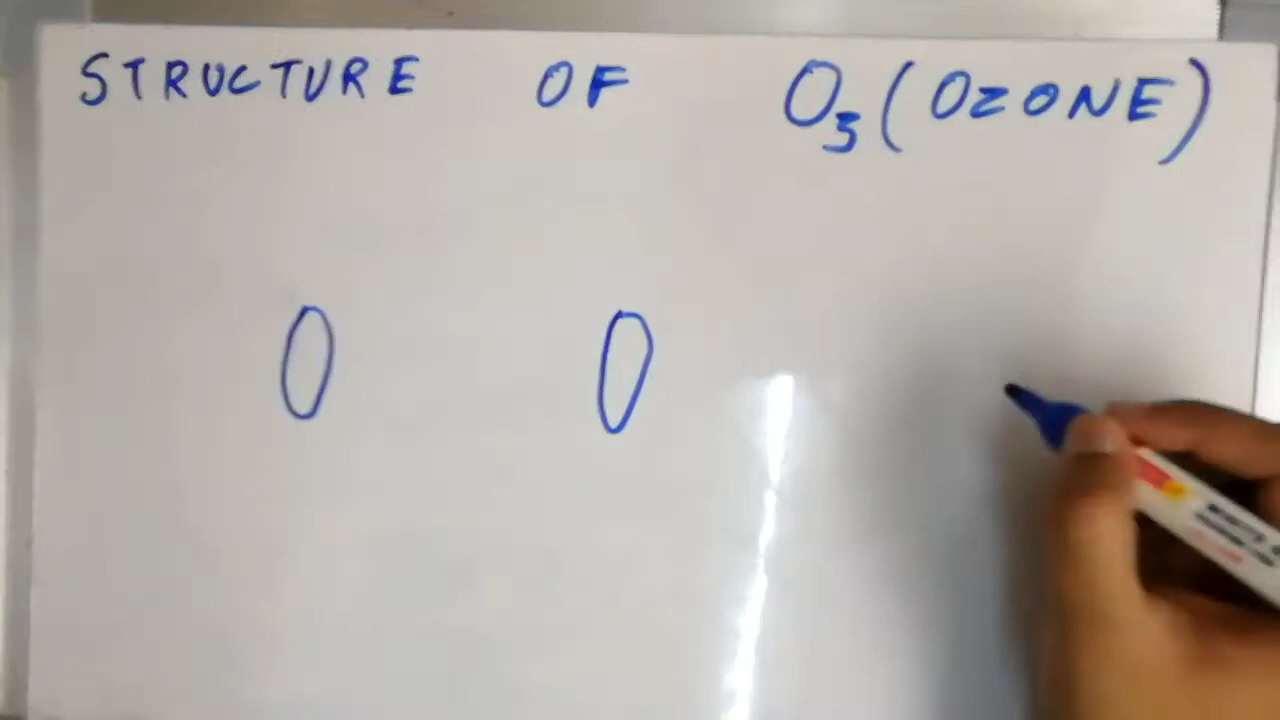 STRUCTURE OF O₃ (OZONE)
O O